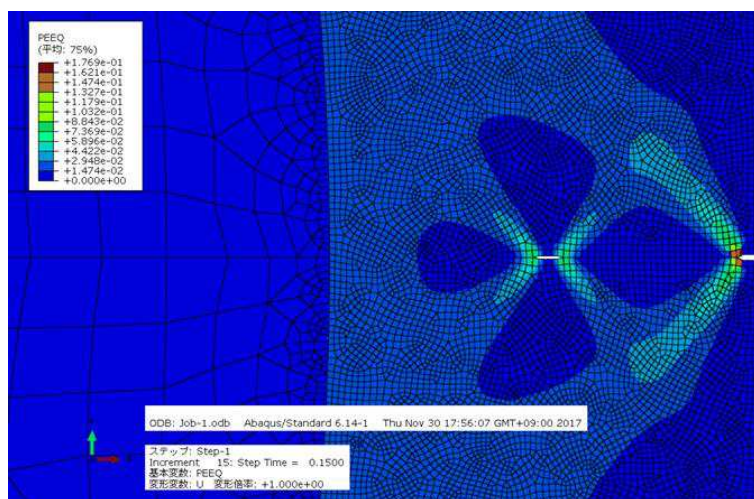 PEEQ
(平均: 75%)
+1.769e-01
+1.621e-01
+1.474e-01
+1.327e-01
+1.179e-01
+1.032e-01
+8.843e-02
+7.369e-02
+5.896e-02
+4.422e-02
+2.948e-02
+1.474e-02
+0.000e+00
ODB: Job-1.odb Abaqus/Standard 6.14-1 Thu Nov 30 17:56:07 GMT+09:00 2017
ステップ: Step-1
Increment 15: Step Time = 0.1500
基本変数: PEEQ
変形変数: U 変形倍率: +1.000e+00